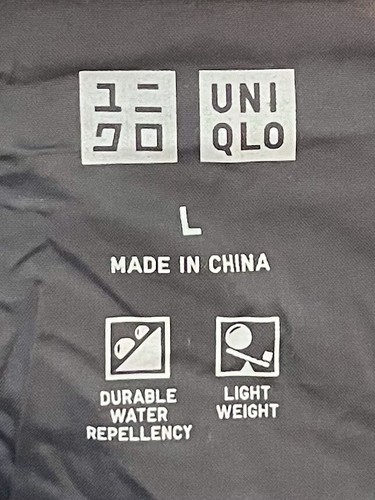 ユニ
クロ
UNI
QLO
L
MADE IN CHINA
DURABLE
WATER
REPELLENCY
LIGHT
WEIGHT